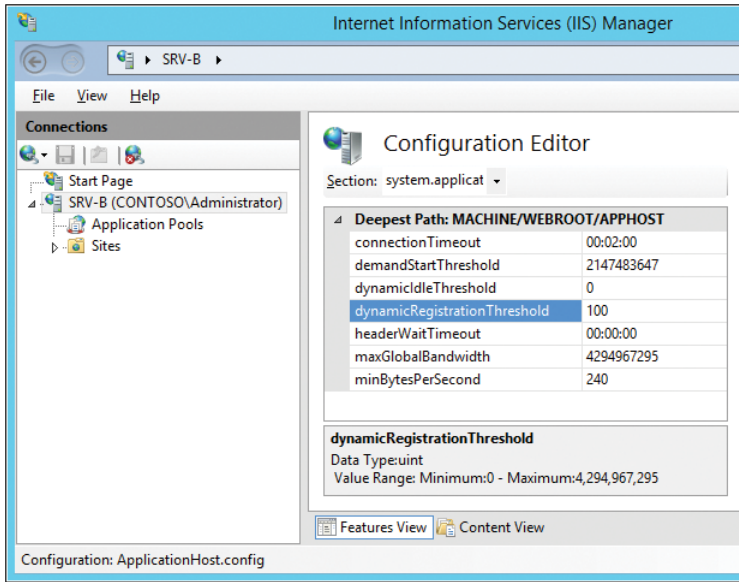 Internet Information Services (IIS) Manager
SRV-B
File View Help
Connections
Start Page
SRV-B (CONTOSO\Administrator)
Application Pools
Sites
Configuration Editor
Section: system.applicat
Deepest Path: MACHINE/WEBROOT/APPHOST
connectionTimeout 00:02:00
demandStartThreshold 2147483647
dynamicIdleThreshold 0
dynamicRegistrationThreshold 100
headerWaitTimeout 00:00:00
maxGlobalBandwidth 4294967295
minBytesPerSecond 240
dynamicRegistrationThreshold
Data Type:uint
Value Range: Minimum:0 - Maximum:4,294,967,295
Features View Content View
Configuration: ApplicationHost.config